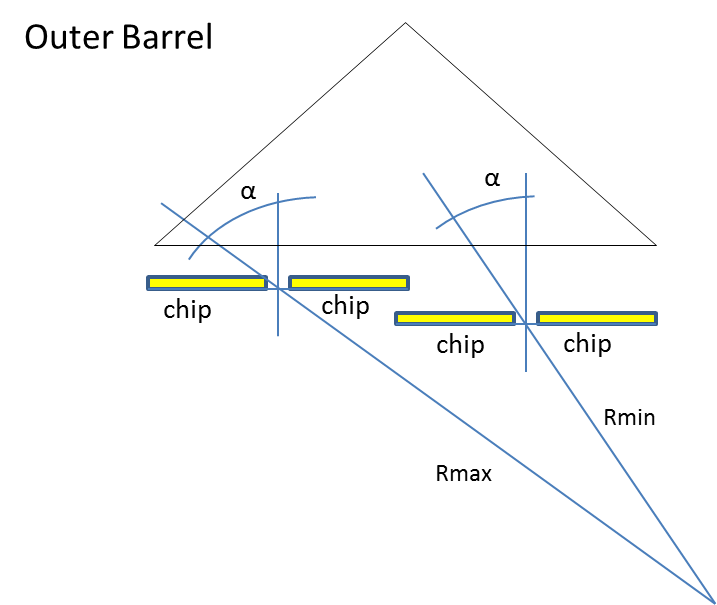 Outer Barrel
α
α
chip
chip
chip
chip
Rmin
Rmax